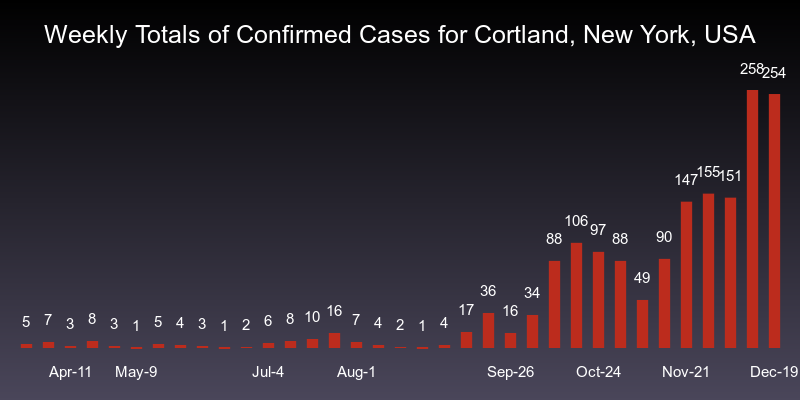 Weekly Totals of Confirmed Cases for Cortland, New York, USA
5 7 3 8 3 1 5 4 3 1 2 6 8 10 16 7 4 2 1 4 17 36 16 34 88 106 97 88 49 90 147 155 151 258 254
Apr-11 May-9 Jul-4 Aug-1 Sep-26 Oct-24 Nov-21 Dec-19